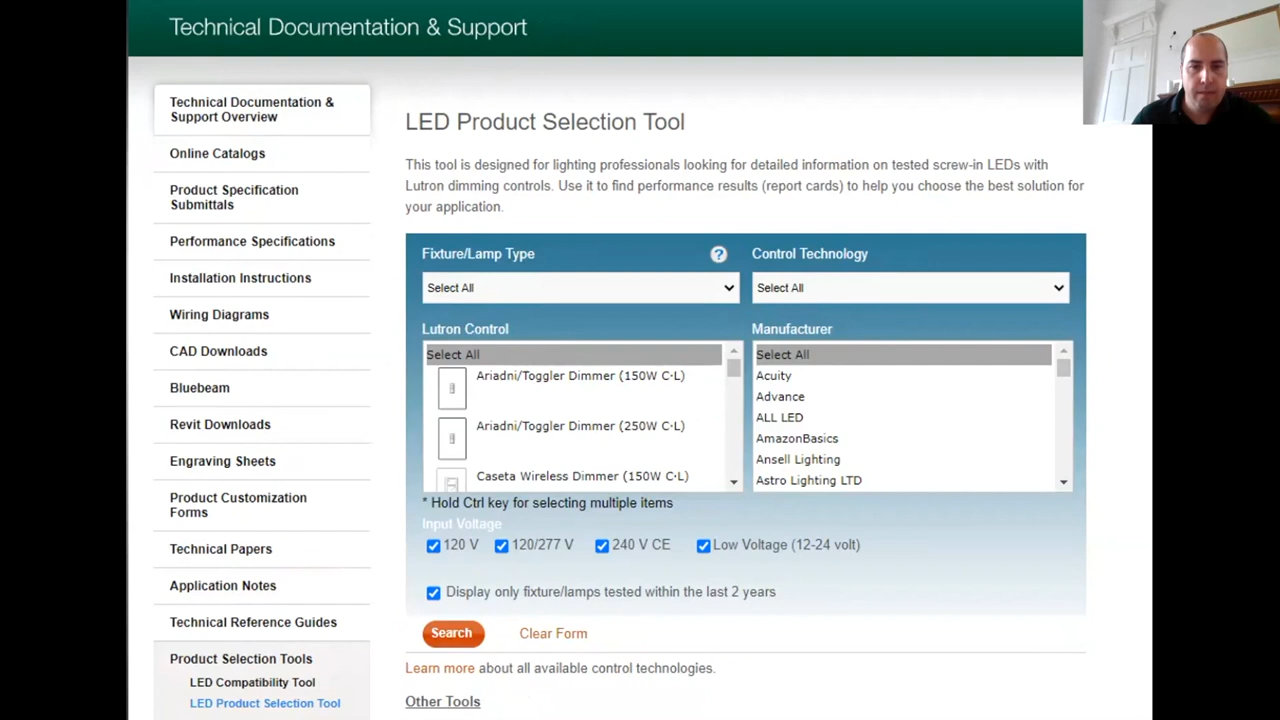 Technical Documentation & Support
Technical Documentation &
Support Overview
Online Catalogs
Product Specification
Submittals
Performance Specifications
Installation Instructions
Wiring Diagrams
CAD Downloads
Bluebeam
Revit Downloads
Engraving Sheets
Product Customization
Forms
Technical Papers
Application Notes
Technical Reference Guides
Product Selection Tools
LED Compatibility Tool
LED Product Selection Tool
LED Product Selection Tool
This tool is designed for lighting professionals looking for detailed information on tested screw-in LEDs with
Lutron dimming controls. Use it to find performance results (report cards) to help you choose the best solution for
your application.
Fixture/Lamp Type
?
Select All
Control Technology
Select All
Lutron Control
Select All
Ariadni/Toggler Dimmer (150W C·L)
Ariadni/Toggler Dimmer (250W C·L)
Caseta Wireless Dimmer (150W C·L)
Manufacturer
Select All
Acuity
Advance
ALL LED
AmazonBasics
Ansell Lighting
Astro Lighting LTD
* Hold Ctrl key for selecting multiple items
Input Voltage
120 V 120/277 V 240 V CE Low Voltage (12-24 volt)
Display only fixture/lamps tested within the last 2 years
Search Clear Form
Learn more about all available control technologies.
Other Tools